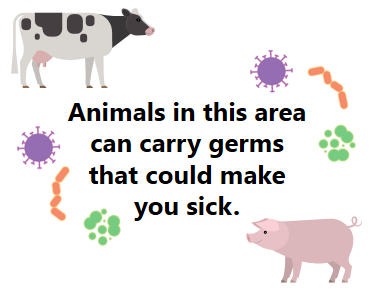 Animals in this area
can carry germs
that could make
you sick.